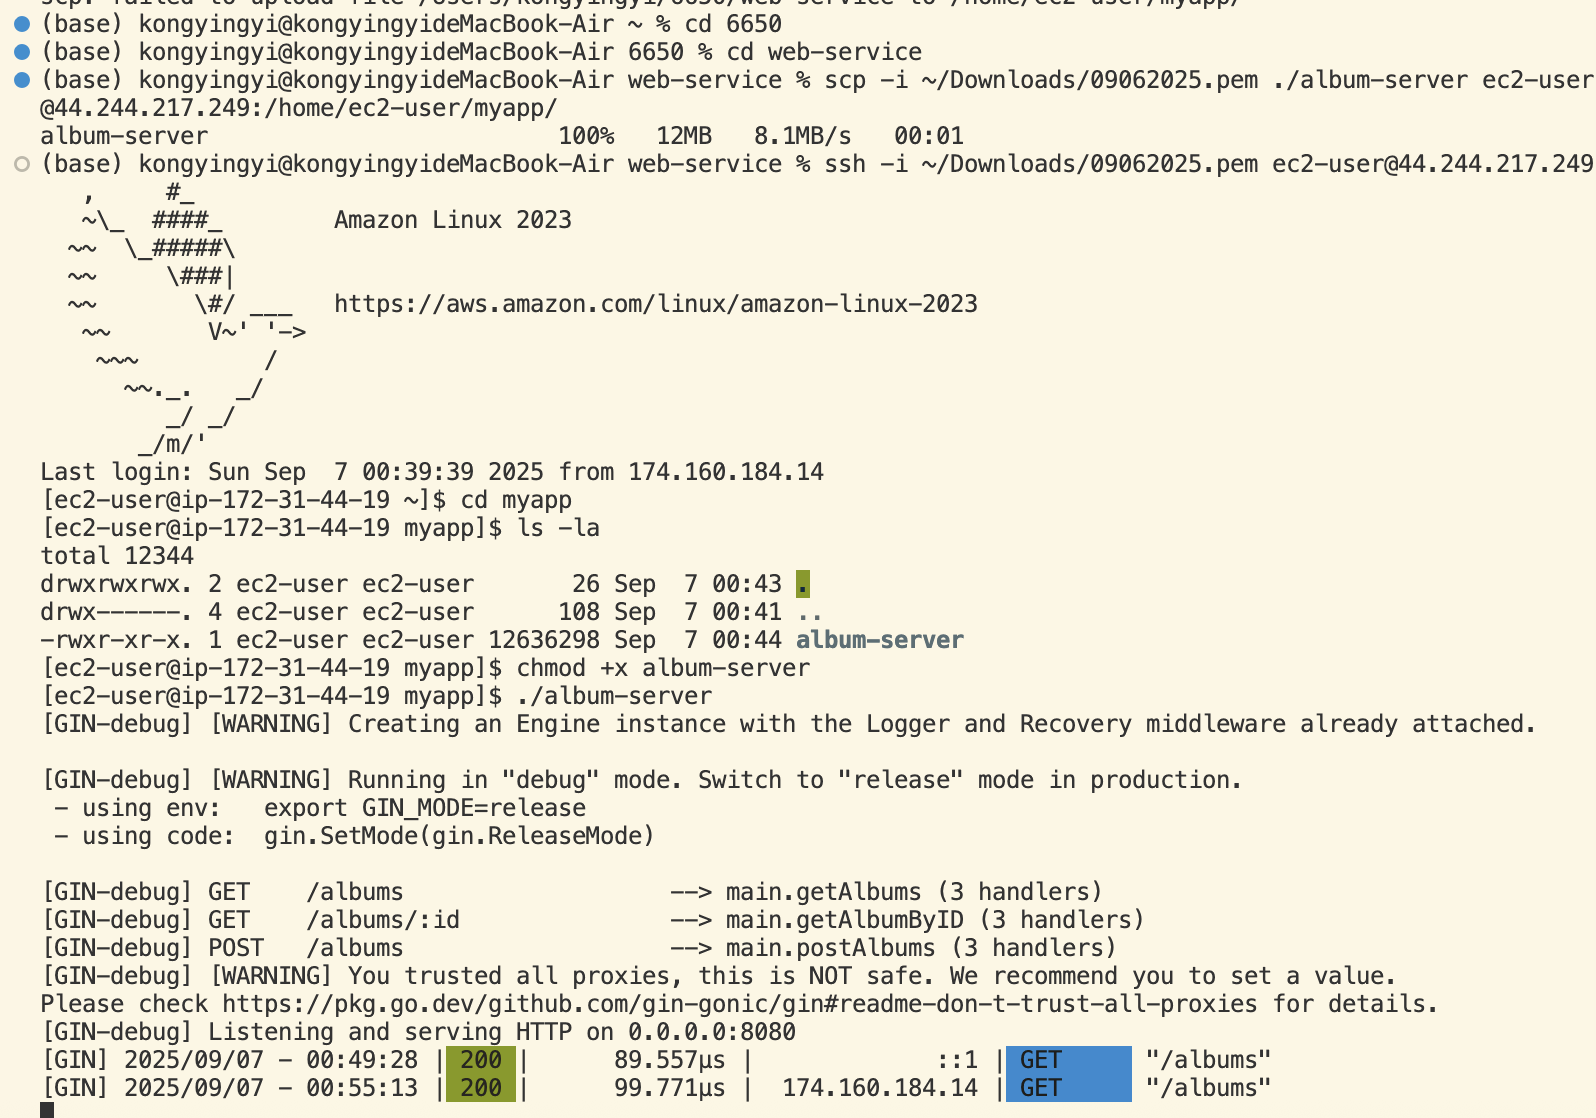 scp: failed to upload file /Users/kongyingyi/6650/web-service to /home/ec2-user/myapp/
(base) kongyingyi@kongyingyideMacBook-Air ~ % cd 6650
(base) kongyingyi@kongyingyideMacBook-Air 6650 % cd web-service
(base) kongyingyi@kongyingyideMacBook-Air web-service % scp -i ~/Downloads/09062025.pem ./album-server ec2-user
@44.244.217.249:/home/ec2-user/myapp/
album-server                         100%   12MB   8.1MB/s   00:01
(base) kongyingyi@kongyingyideMacBook-Air web-service % ssh -i ~/Downloads/09062025.pem ec2-user@44.244.217.249
   ,     #_
   ~\_  ####_        Amazon Linux 2023
  ~~  \_#####\
  ~~     \###|
  ~~       \#/ ___   https://aws.amazon.com/linux/amazon-linux-2023
   ~~       V~' '->
    ~~~         /
      ~~._.   _/
         _/ _/
       _/m/'
Last login: Sun Sep  7 00:39:39 2025 from 174.160.184.14
[ec2-user@ip-172-31-44-19 ~]$ cd myapp
[ec2-user@ip-172-31-44-19 myapp]$ ls -la
total 12344
drwxrwxrwx. 2 ec2-user ec2-user       26 Sep  7 00:43 .
drwx------. 4 ec2-user ec2-user      108 Sep  7 00:41 ..
-rwxr-xr-x. 1 ec2-user ec2-user 12636298 Sep  7 00:44 album-server
[ec2-user@ip-172-31-44-19 myapp]$ chmod +x album-server
[ec2-user@ip-172-31-44-19 myapp]$ ./album-server
[GIN-debug] [WARNING] Creating an Engine instance with the Logger and Recovery middleware already attached.
[GIN-debug] [WARNING] Running in "debug" mode. Switch to "release" mode in production.
 - using env:   export GIN_MODE=release
 - using code:  gin.SetMode(gin.ReleaseMode)
[GIN-debug] GET    /albums                   --> main.getAlbums (3 handlers)
[GIN-debug] GET    /albums/:id               --> main.getAlbumByID (3 handlers)
[GIN-debug] POST   /albums                   --> main.postAlbums (3 handlers)
[GIN-debug] [WARNING] You trusted all proxies, this is NOT safe. We recommend you to set a value.
Please check https://pkg.go.dev/github.com/gin-gonic/gin#readme-don-t-trust-all-proxies for details.
[GIN-debug] Listening and serving HTTP on 0.0.0.0:8080
[GIN] 2025/09/07 - 00:49:28 | 200 |      89.557µs |             ::1 | GET      "/albums"
[GIN] 2025/09/07 - 00:55:13 | 200 |      99.771µs |  174.160.184.14 | GET      "/albums"